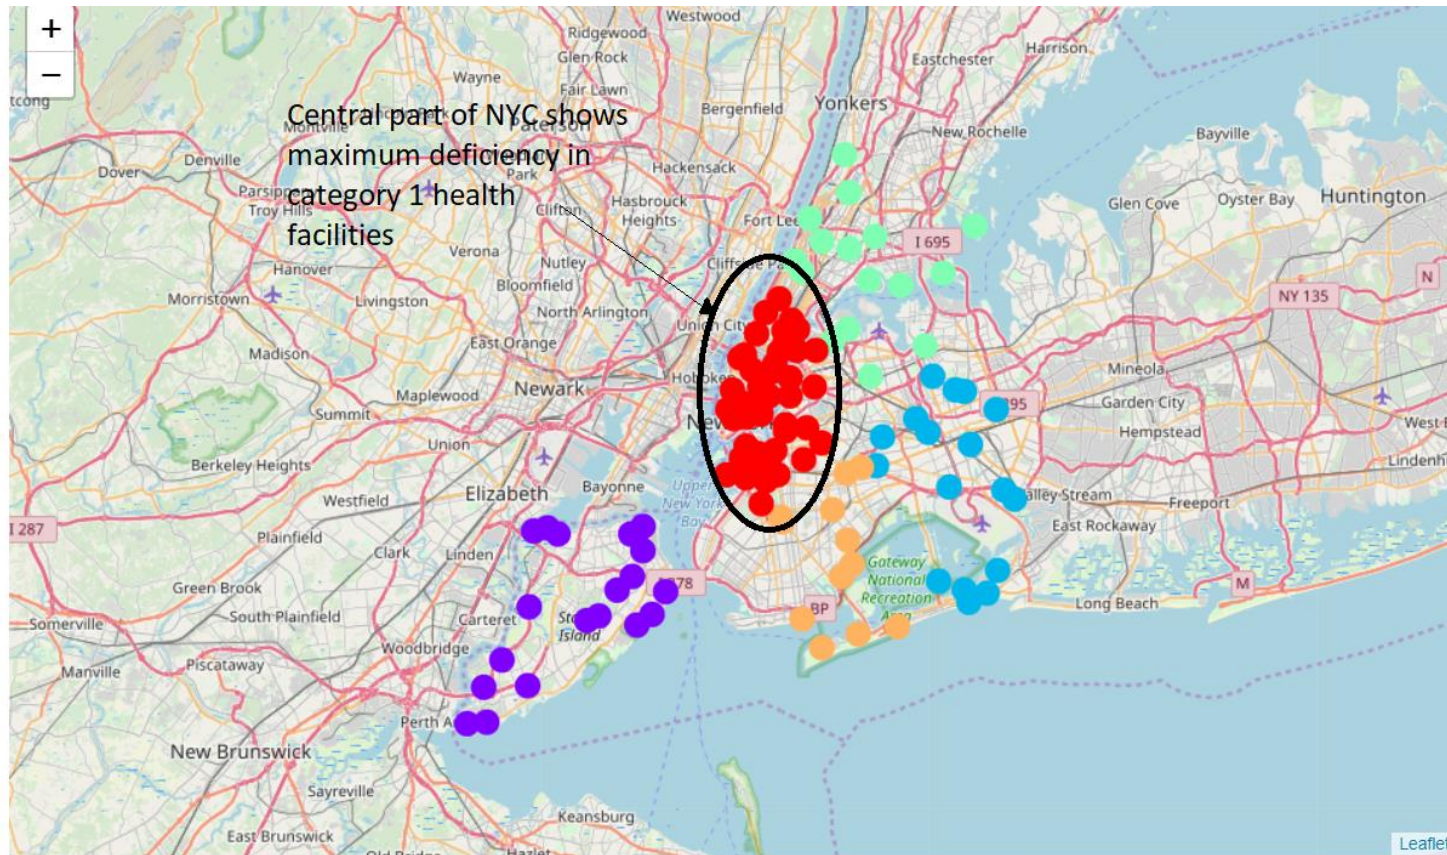 +
−
Central part of NYC shows
maximum deficiency in
category 1 health
facilities
Westwood
Ridgewood
Glen Rock
Harrison
Eastchester
Wayne
Fair Lawn
Bergenfield
Yonkers
New Rochelle
Bayville
Denville
Dover
Hackensack
Troy Hills
Clifton
Hasbrouck
Heights
Glen Cove
Oyster Bay
Huntington
Verona
Nutley
I 695
Hanover
Bloomfield
N
Morristown
Livingston
North Arlington
NY 135
East Orange
Madison
Mineola
Newark
Maplewood
Summit
Garden City
Union
Hempstead
Berkeley Heights
Elizabeth
Bayonne
Upper
New York
Bay
Westfield
Freeport
I 287
Plainfield
Clark
Linden
East Rockaway
Gateway
National
Recreation
Green Brook
M
South Plainfield
Carteret
BP
Long Beach
Somerville
Island
Woodbridge
Piscataway
Manville
New Brunswick
Sayreville
Keansburg
East Brunswick
Leaflet